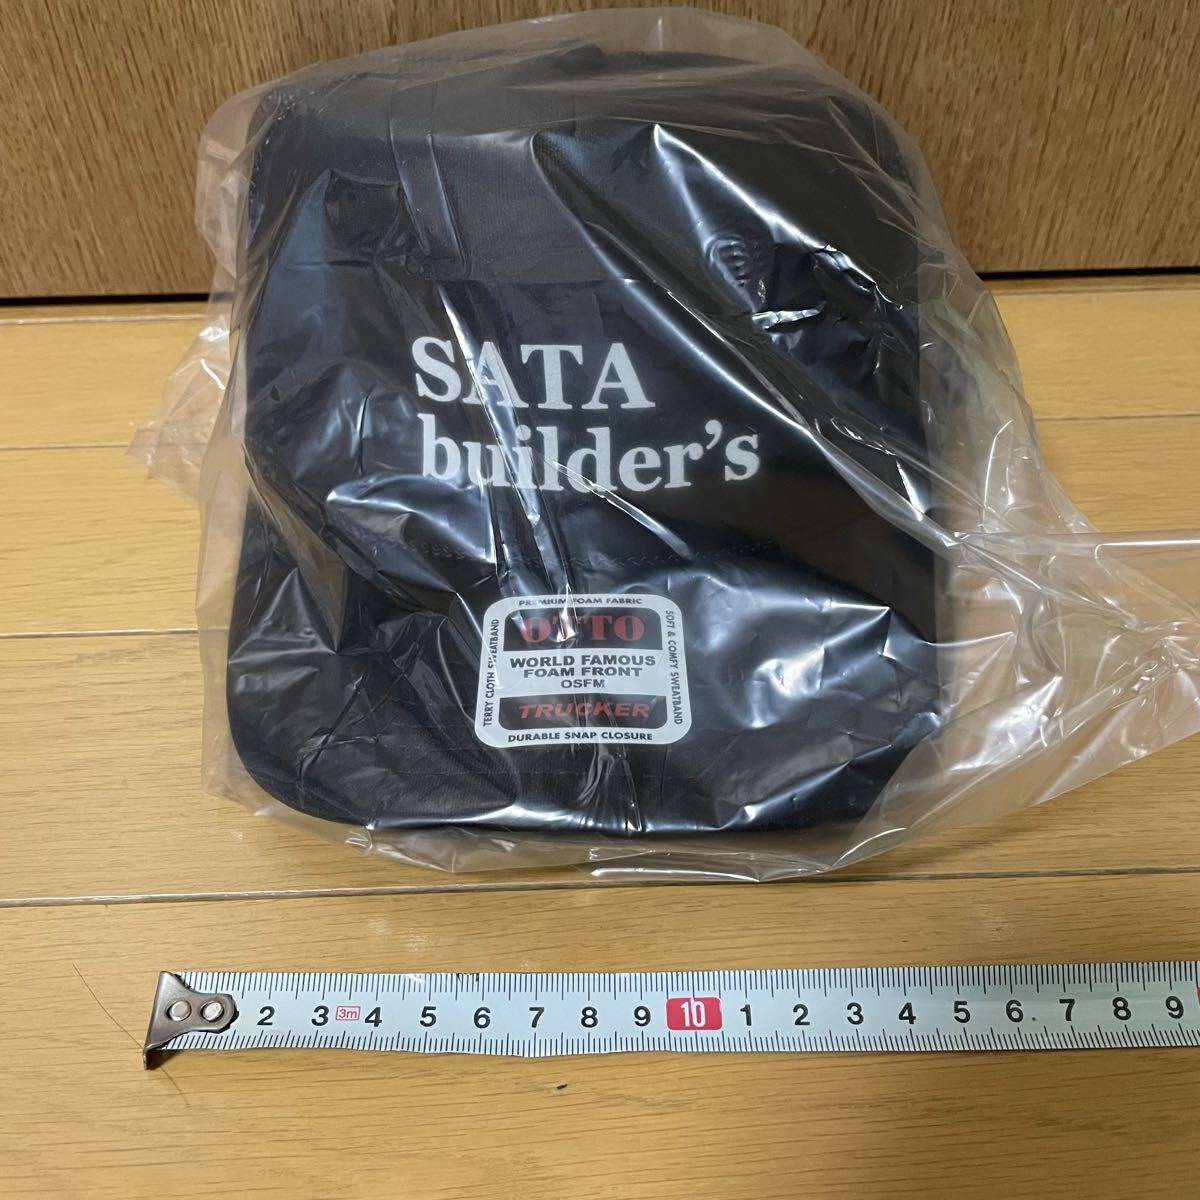 SATA
builder's
PREMIUM FOAM FABRIC
TERRY CLOTH SWEATBAND
SOFT & COMFY SWEATBAND
OTTO
WORLD FAMOUS
FOAM FRONT
OSFM
TRUCKER
DURABLE SNAP CLOSURE
2 3 3m 4 5 6 7 8 9 10 1 2 3 4 5 6 7 8 9